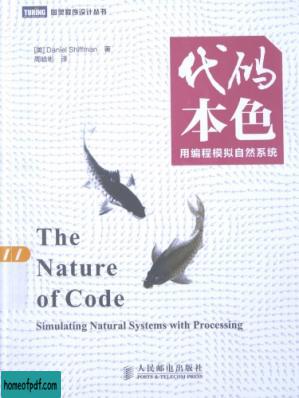 TURING 图灵程序设计丛书
[美] Daniel Shiffman 著
周晗彬 译
代码
本色
用编程模拟自然系统
The
Nature
of Code
Simulating Natural Systems with Processing
人民邮电出版社
POSTS & TELECOM PRESS
homeofpdf.com